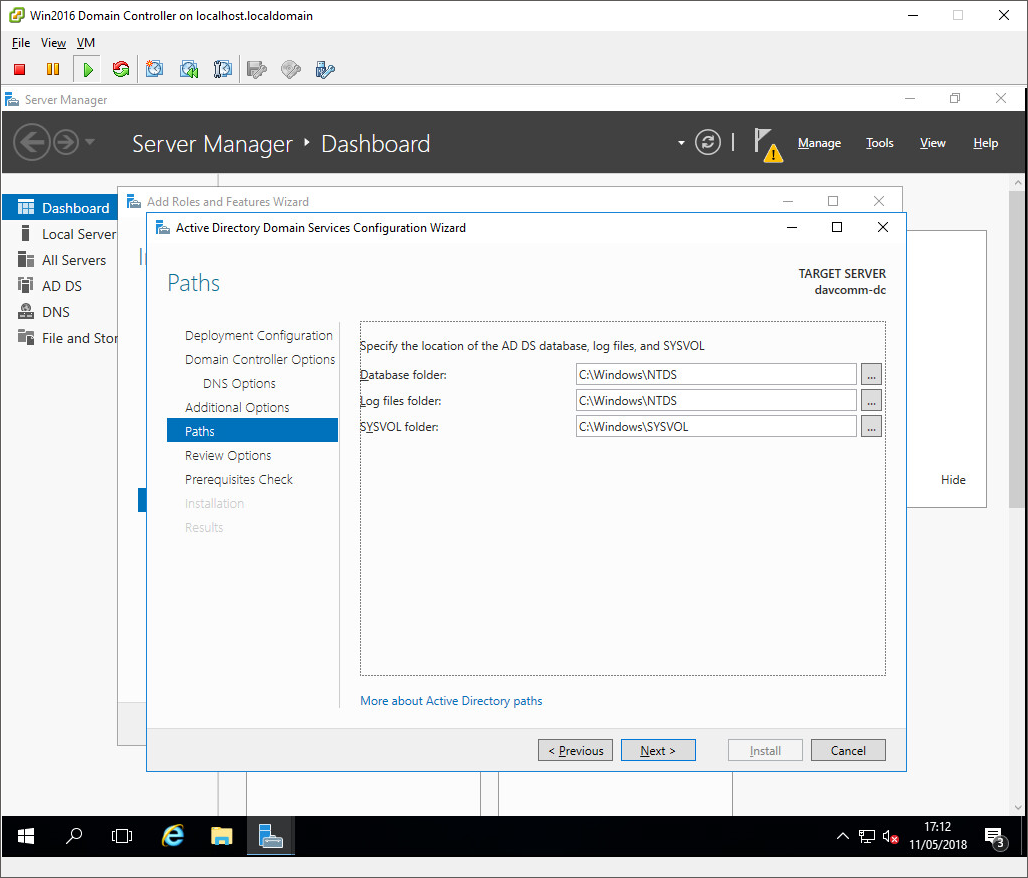 Win2016 Domain Controller on localhost.localdomain
File View VM
Server Manager
Server Manager Dashboard
Manage Tools View Help
Dashboard
Local Server
All Servers
AD DS
DNS
File and Stor
Add Roles and Features Wizard
Active Directory Domain Services Configuration Wizard
Paths
TARGET SERVER
davcomm-dc
Deployment Configuration
Domain Controller Options
DNS Options
Additional Options
Paths
Review Options
Prerequisites Check
Installation
Results
Specify the location of the AD DS database, log files, and SYSVOL
Database folder: C:\Windows\NTDS ...
Log files folder: C:\Windows\NTDS ...
SYSVOL folder: C:\Windows\SYSVOL ...
More about Active Directory paths
Hide
< Previous Next > Install Cancel
17:12
11/05/2018
3